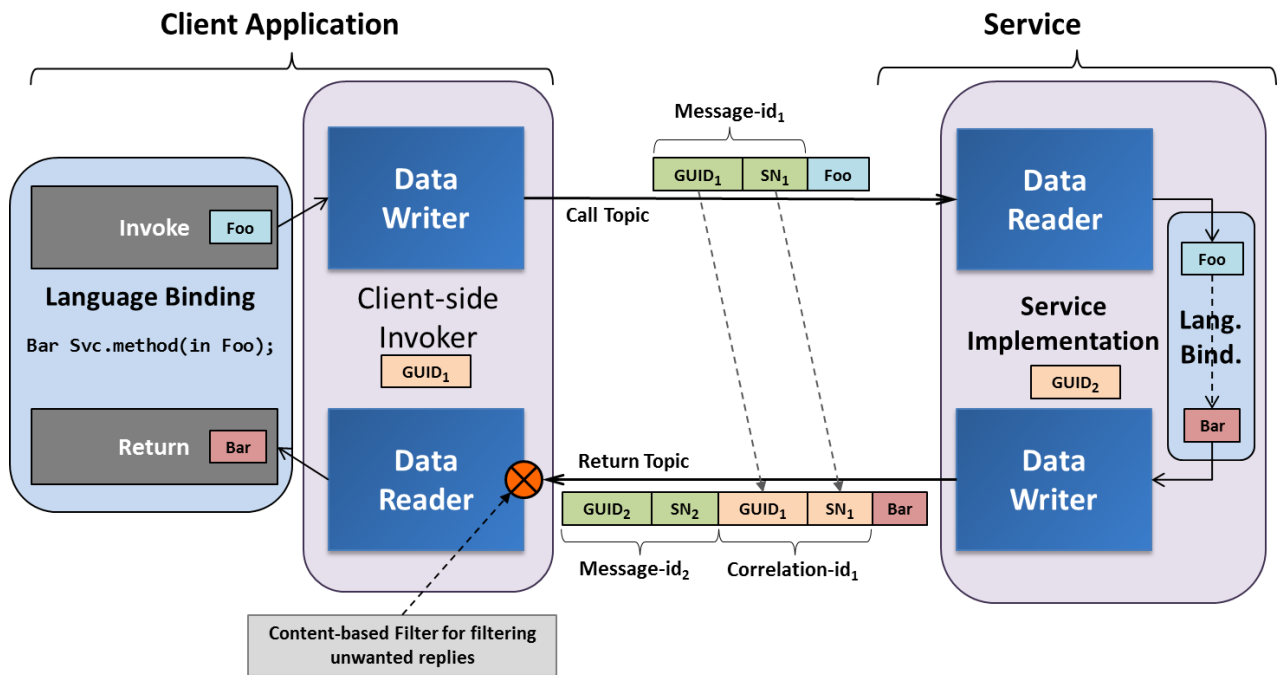 Client Application
Service
Message-id₁
GUID₁ SN₁ Foo
Invoke Foo
Data
Writer
Call Topic
Data
Reader
Foo
Language Binding
Bar Svc.method(in Foo);
Client-side
Invoker
GUID₁
Service
Implementation
GUID₂
Lang.
Bind.
Bar
Return Bar
Data
Reader
Return Topic
Data
Writer
GUID₂ SN₂ GUID₁ SN₁ Bar
Message-id₂ Correlation-id₁
Content-based Filter for filtering
unwanted replies